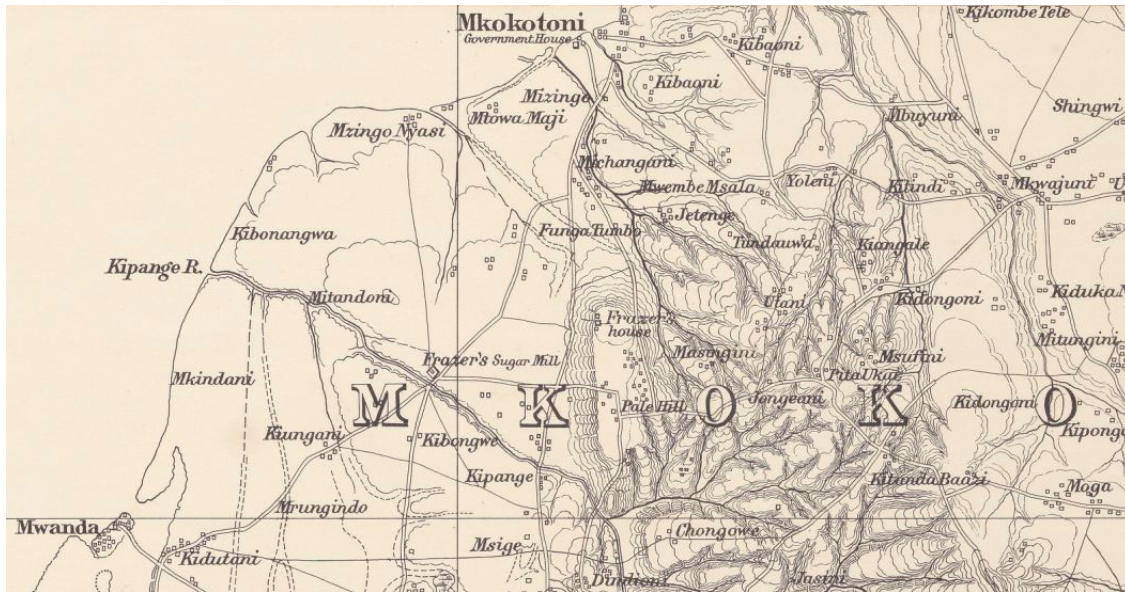 Kikombe Tele
Mkokotoni
Government House
Kibaoni
Kibaoni
Mizinge
Mtowa Maji
Shingwi
Mbuyuni
Mzingo Nyasi
Michangani
Yoleni
Kilindi
Mkwajuni
U
Mwembe Msala
Jetenge
Kibonangwa
Funga Tumbo
Tundauwa
Kiangale
Kipange R.
Mitandoni
Kidongoni
Kiduka
Ufani
Frazer's
house
Mitungini
Masingini
Msufini
Frazer's Sugar Mill
Pita Ukae
Mkindani
M K O K O
Pale Hill
Jongeani
Kidongoni
Kipongo
Kiungani
Kibongwe
Kipange
Kitanda Baazi
Moga
Mrungindo
Mwanda
Chongowe
Msige
Kidutani
Dindioni
Jasini